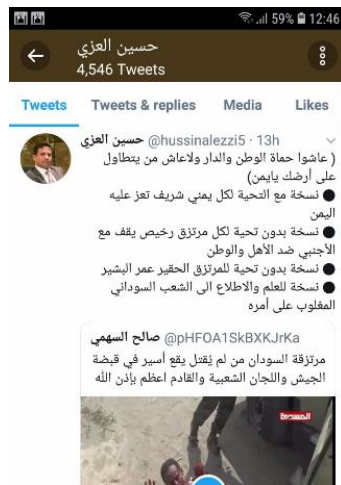 59% 12:46
حسين العزي
4,546 Tweets
Tweets Tweets & replies Media Likes
حسين العزي @hussinalezzi5 · 13h
( عاشوا حماة الوطن والدار ولاعاش من يتطاول
على أرضك يايمن)
● نسخة مع التحية لكل يمني شريف تعز عليه
اليمن
● نسخة بدون تحية لكل مرتزق رخيص يقف مع
الأجنبي ضد الأهل والوطن
● نسخة بدون تحية للمرتزق الحقير عمر البشير
● نسخة للعلم والاطلاع الى الشعب السوداني
المغلوب على أمره
صالح السهمي @pHFOA1SkBXKJrKa
مرتزقة السودان من لم يُقتل يقع أسير في قبضة
الجيش واللجان الشعبية والقادم اعظم بإذن الله
المسيرة